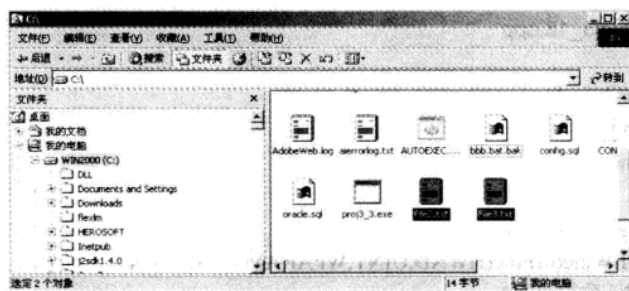 C:\
文件(F) 编辑(E) 查看(V) 收藏(A) 工具(T) 帮助(H)
后退 搜索 文件夹
地址(D) C:\ 转到
文件夹
桌面
我的文档
我的电脑
WIN2000 (C:)
DLL
Documents and Settings
Downloads
flexlm
HEROSOFT
Inetpub
j2sdk1.4.0
AdobeWeb.log aierrorlog.txt AUTOEXEC.... bbb.bat.bak config.sql CON
oracle.sql proj3_3.exe File2.txt File3.txt
选定 2 个对象 14 字节 我的电脑